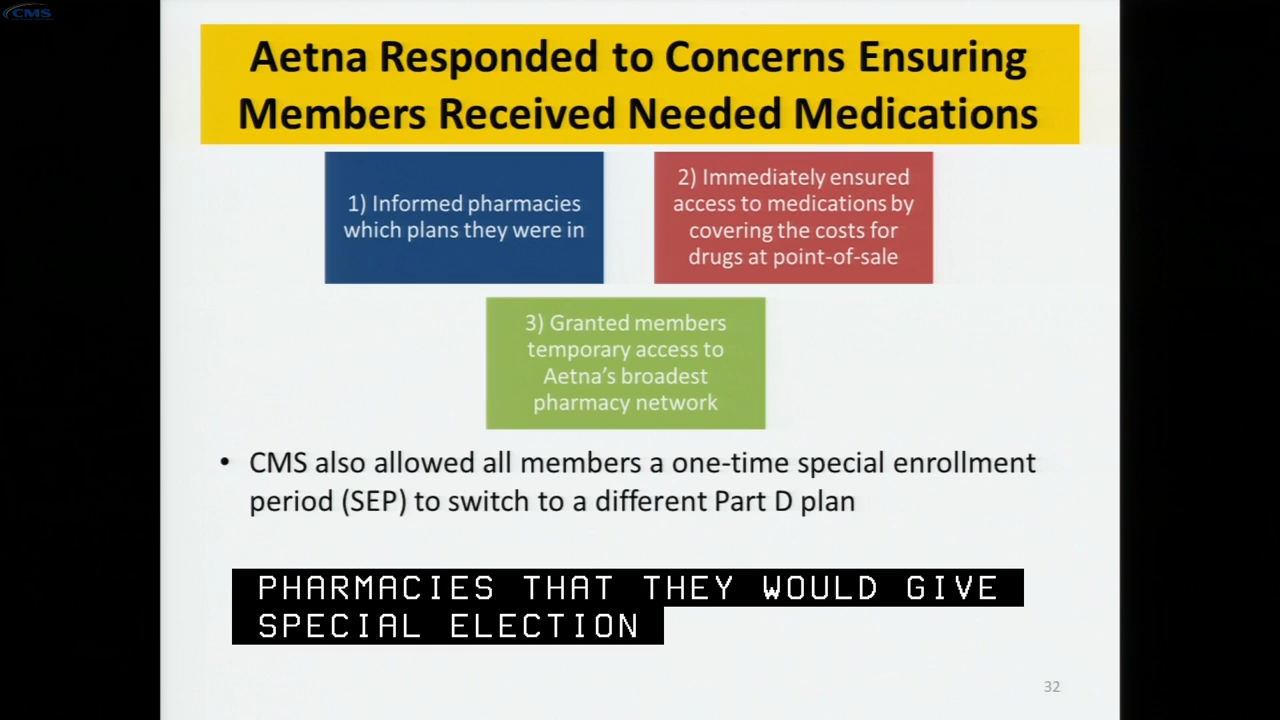 CMS
Aetna Responded to Concerns Ensuring
Members Received Needed Medications
1) Informed pharmacies
which plans they were in
2) Immediately ensured
access to medications by
covering the costs for
drugs at point-of-sale
3) Granted members
temporary access to
Aetna’s broadest
pharmacy network
• CMS also allowed all members a one-time special enrollment
period (SEP) to switch to a different Part D plan
PHARMACIES THAT THEY WOULD GIVE
SPECIAL ELECTION
32